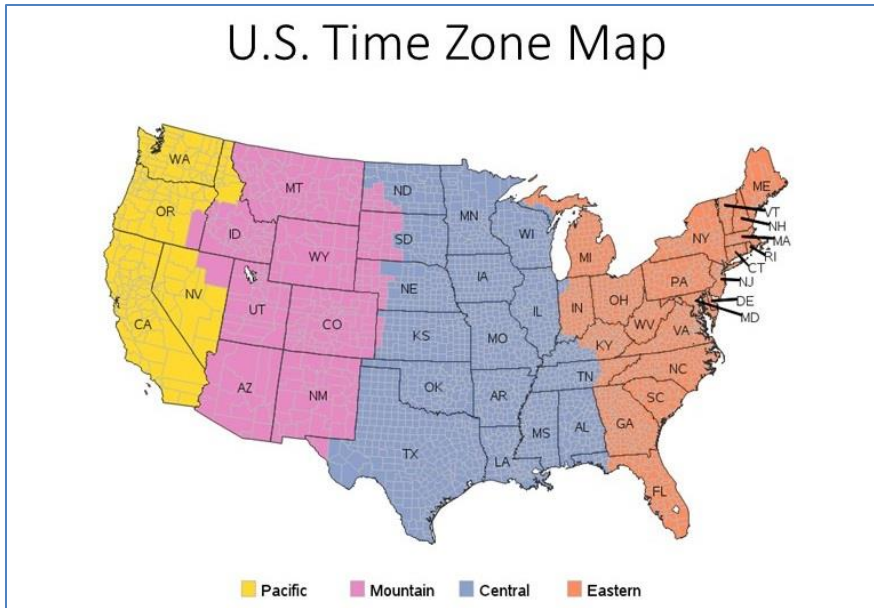 U.S. Time Zone Map
WA
MT
ND
MN
ME
VT
NH
MA
RI
CT
NJ
DE
MD
OR
ID
WY
SD
WI
MI
NY
NV
UT
CO
NE
IA
IL
IN
OH
PA
WV
VA
CA
KS
MO
KY
NC
AZ
NM
OK
AR
TN
SC
TX
LA
MS
AL
GA
FL
Pacific Mountain Central Eastern